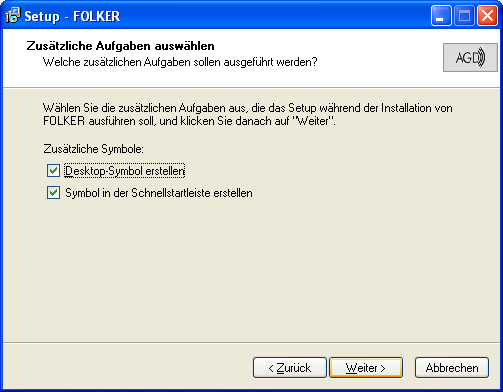 Setup - FOLKER
Zusätzliche Aufgaben auswählen
Welche zusätzlichen Aufgaben sollen ausgeführt werden?
AGD
Wählen Sie die zusätzlichen Aufgaben aus, die das Setup während der Installation von
FOLKER ausführen soll, und klicken Sie danach auf "Weiter".
Zusätzliche Symbole:
Desktop-Symbol erstellen
Symbol in der Schnellstartleiste erstellen
< Zurück
Weiter >
Abbrechen